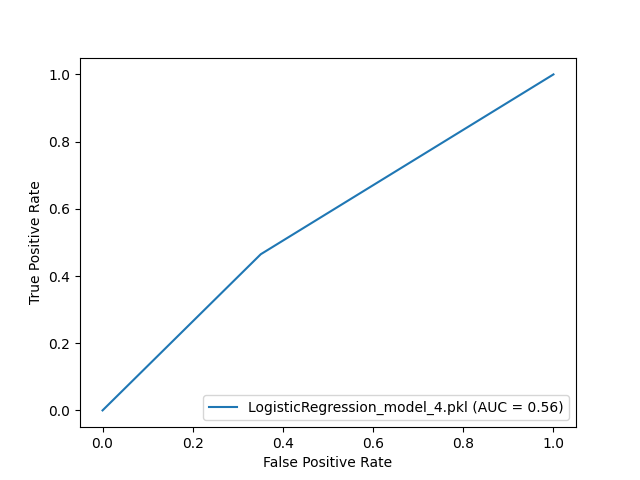 1.0
0.8
0.6
0.4
0.2
0.0
True Positive Rate
LogisticRegression_model_4.pkl (AUC = 0.56)
0.0 0.2 0.4 0.6 0.8 1.0
False Positive Rate